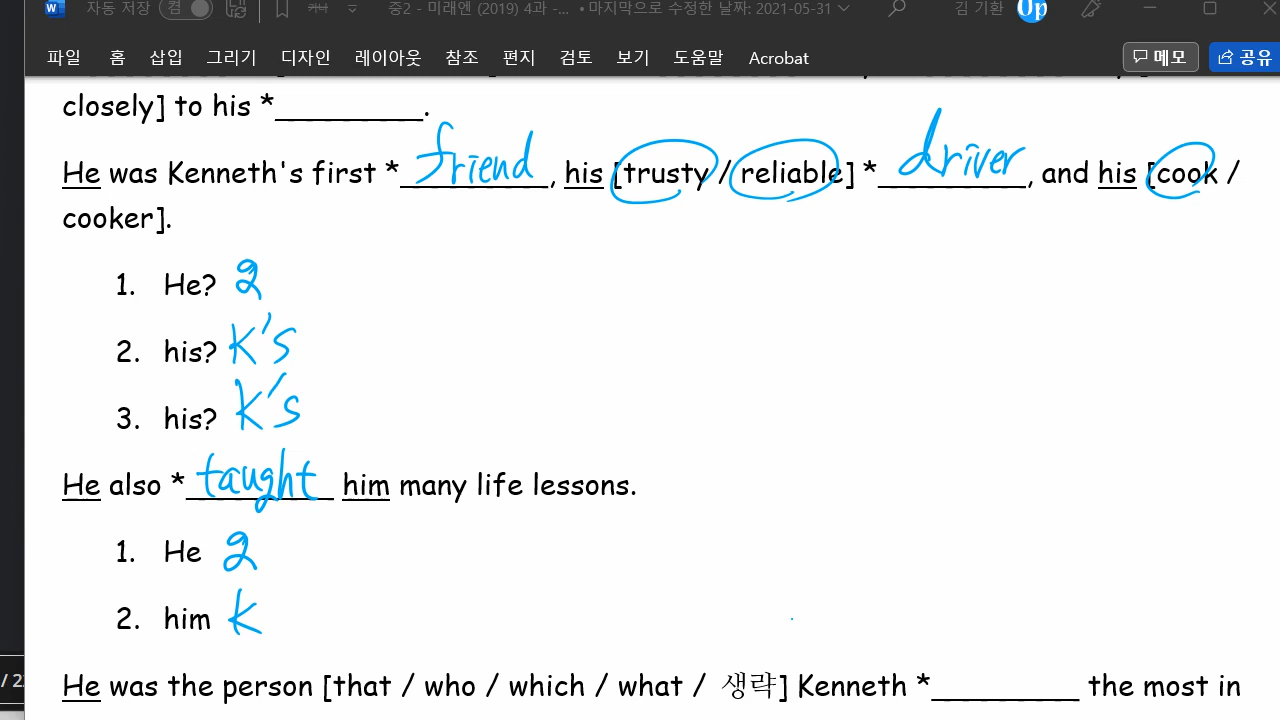 자동 저장 켬 중2 - 미래엔 (2019) 4과 -... • 마지막으로 수정한 날짜: 2021-05-31 김 기환 Op
파일 홈 삽입 그리기 디자인 레이아웃 참조 편지 검토 보기 도움말 Acrobat 메모 공유
closely] to his *_________.
He was Kenneth's first * friend, his [trusty / reliable] * driver, and his [cook /
cooker].
1. He? 2
2. his? K's
3. his? K's
He also * taught him many life lessons.
1. He 2
2. him K
He was the person [that / who / which / what / 생략] Kenneth *_________ the most in